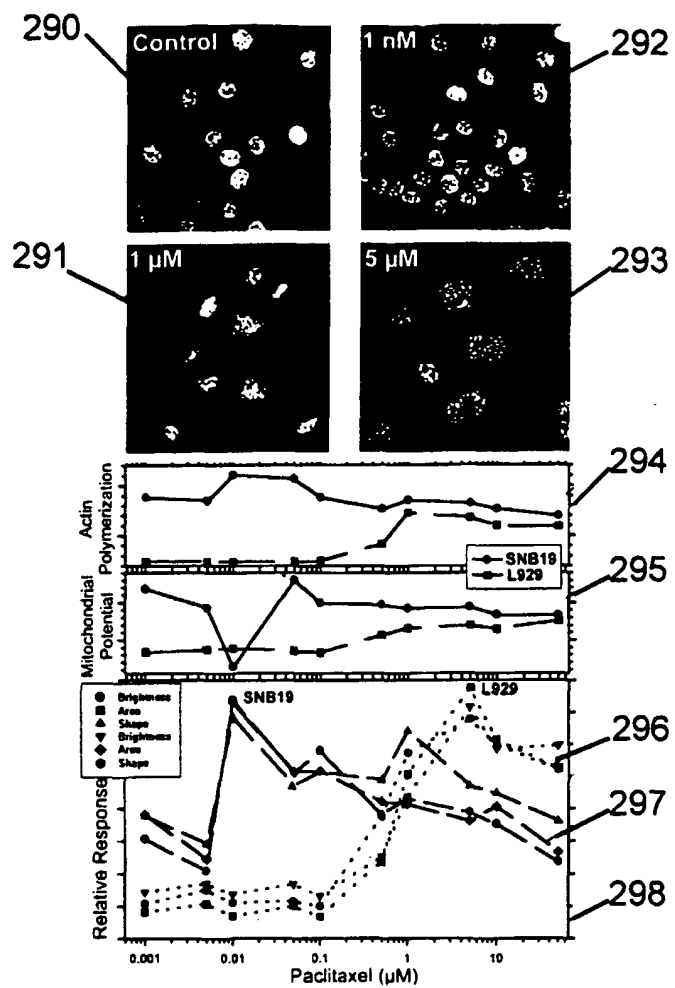 290
Control
1 nM
292
291
1 µM
5 µM
293
294
Actin
Polymerization
SNB19
L929
295
Mitochondrial
Potential
Brightness
Area
Shape
Brightness
Area
Shape
SNB19
L929
296
297
298
Relative Response
0.001 0.01 0.1 1 10
Paclitaxel (µM)